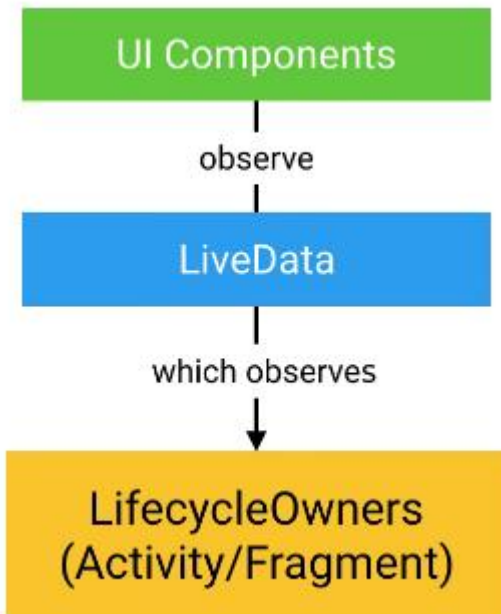 UI Components
observe
LiveData
which observes
LifecycleOwners
(Activity/Fragment)